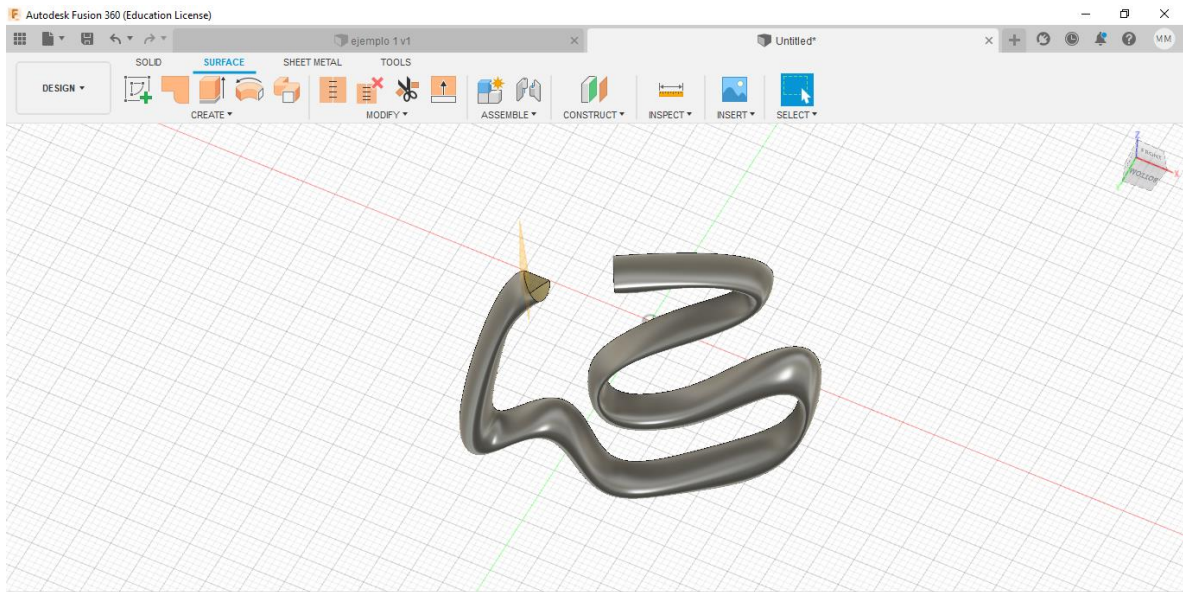 Autodesk Fusion 360 (Education License)
ejemplo 1 v1
Untitled*
MM
SOLID SURFACE SHEET METAL TOOLS
DESIGN
CREATE MODIFY ASSEMBLE CONSTRUCT INSPECT INSERT SELECT
Z
FRONT
X
BOTTOM
Y